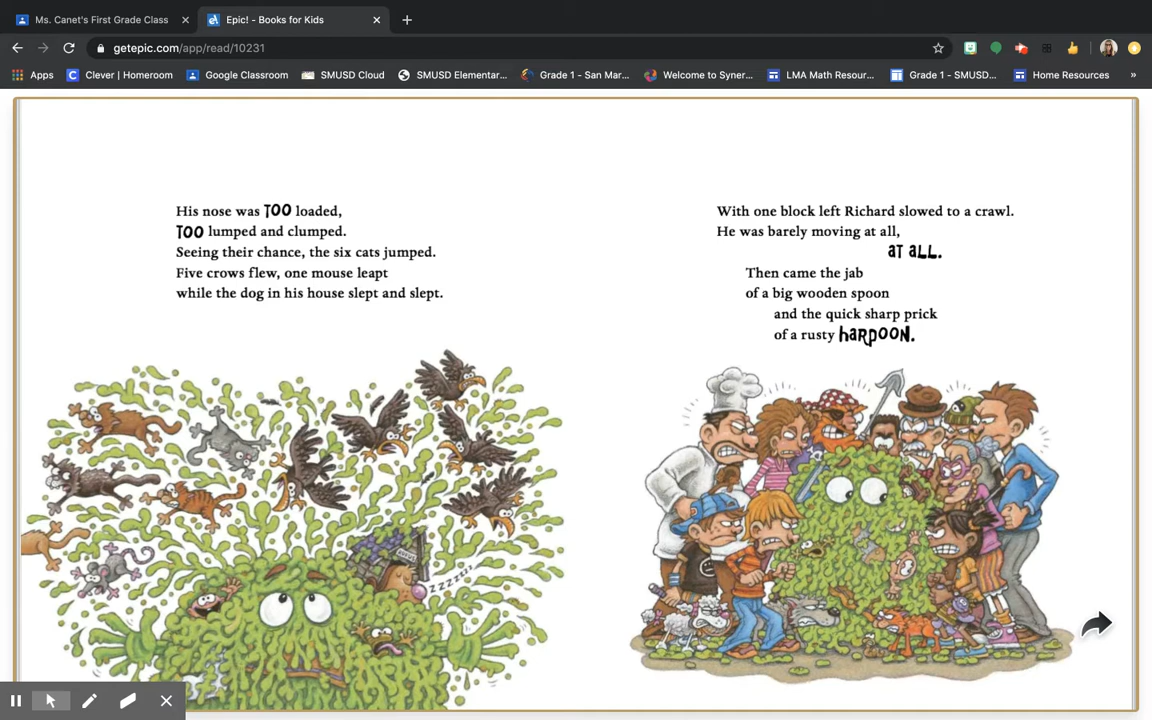 Ms. Canet's First Grade Class
Epic! - Books for Kids
getepic.com/app/read/10231
Apps
Clever | Homeroom
Google Classroom
SMUSD Cloud
SMUSD Elementar...
Grade 1 - San Mar...
Welcome to Syner...
LMA Math Resour...
Grade 1 - SMUSD...
Home Resources
»
His nose was TOO loaded,
TOO lumped and clumped.
Seeing their chance, the six cats jumped.
Five crows flew, one mouse leapt
while the dog in his house slept and slept.
zzzzzz
With one block left Richard slowed to a crawl.
He was barely moving at all,
aT aLL.
Then came the jab
of a big wooden spoon
and the quick sharp prick
of a rusty haRpOON.